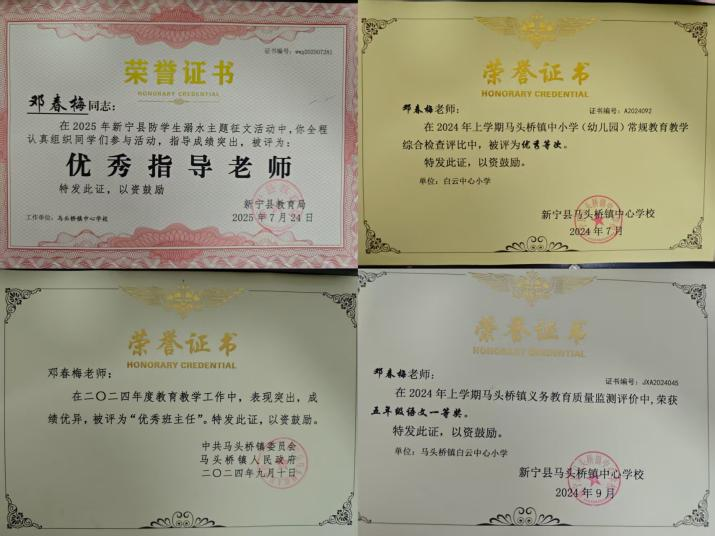 证书编号：wxq202507281
荣誉证书
HONORARY CREDENTIAL
邓春梅同志：
在2025年新宁县防学生溺水主题征文活动中，你全程
认真组织同学们参与活动，指导成绩突出，被评为：
优秀指导老师
特发此证，以资鼓励
新宁县教育局
工作单位：马头桥镇中心学校
2025年7月24日
荣誉证书
HONORARY CREDENTIAL
邓春梅老师：
证书编号：A2024092
在2024年上学期马头桥镇中小学（幼儿园）常规教育教学
综合检查评比中，被评为优秀等次。
特发此证，以资鼓励。
单位：白云中心小学
新宁县马头桥镇中心学校
2024年7月
荣誉证书
HONORARY CREDENTIAL
邓春梅老师：
在二〇二四年度教育教学工作中，表现突出，成
绩优异，被评为“优秀班主任”。特发此证，以资鼓励。
中共马头桥镇委员会
马头桥镇人民政府
二〇二四年九月十日
荣誉证书
HONORARY CREDENTIAL
邓春梅老师：
证书编号：JXA2024045
在2024年上学期马头桥镇义务教育质量监测评价中，荣获
五年级语文一等奖。
特发此证，以资鼓励。
单位：马头桥镇白云中心小学
新宁县马头桥镇中心学校
2024年9月